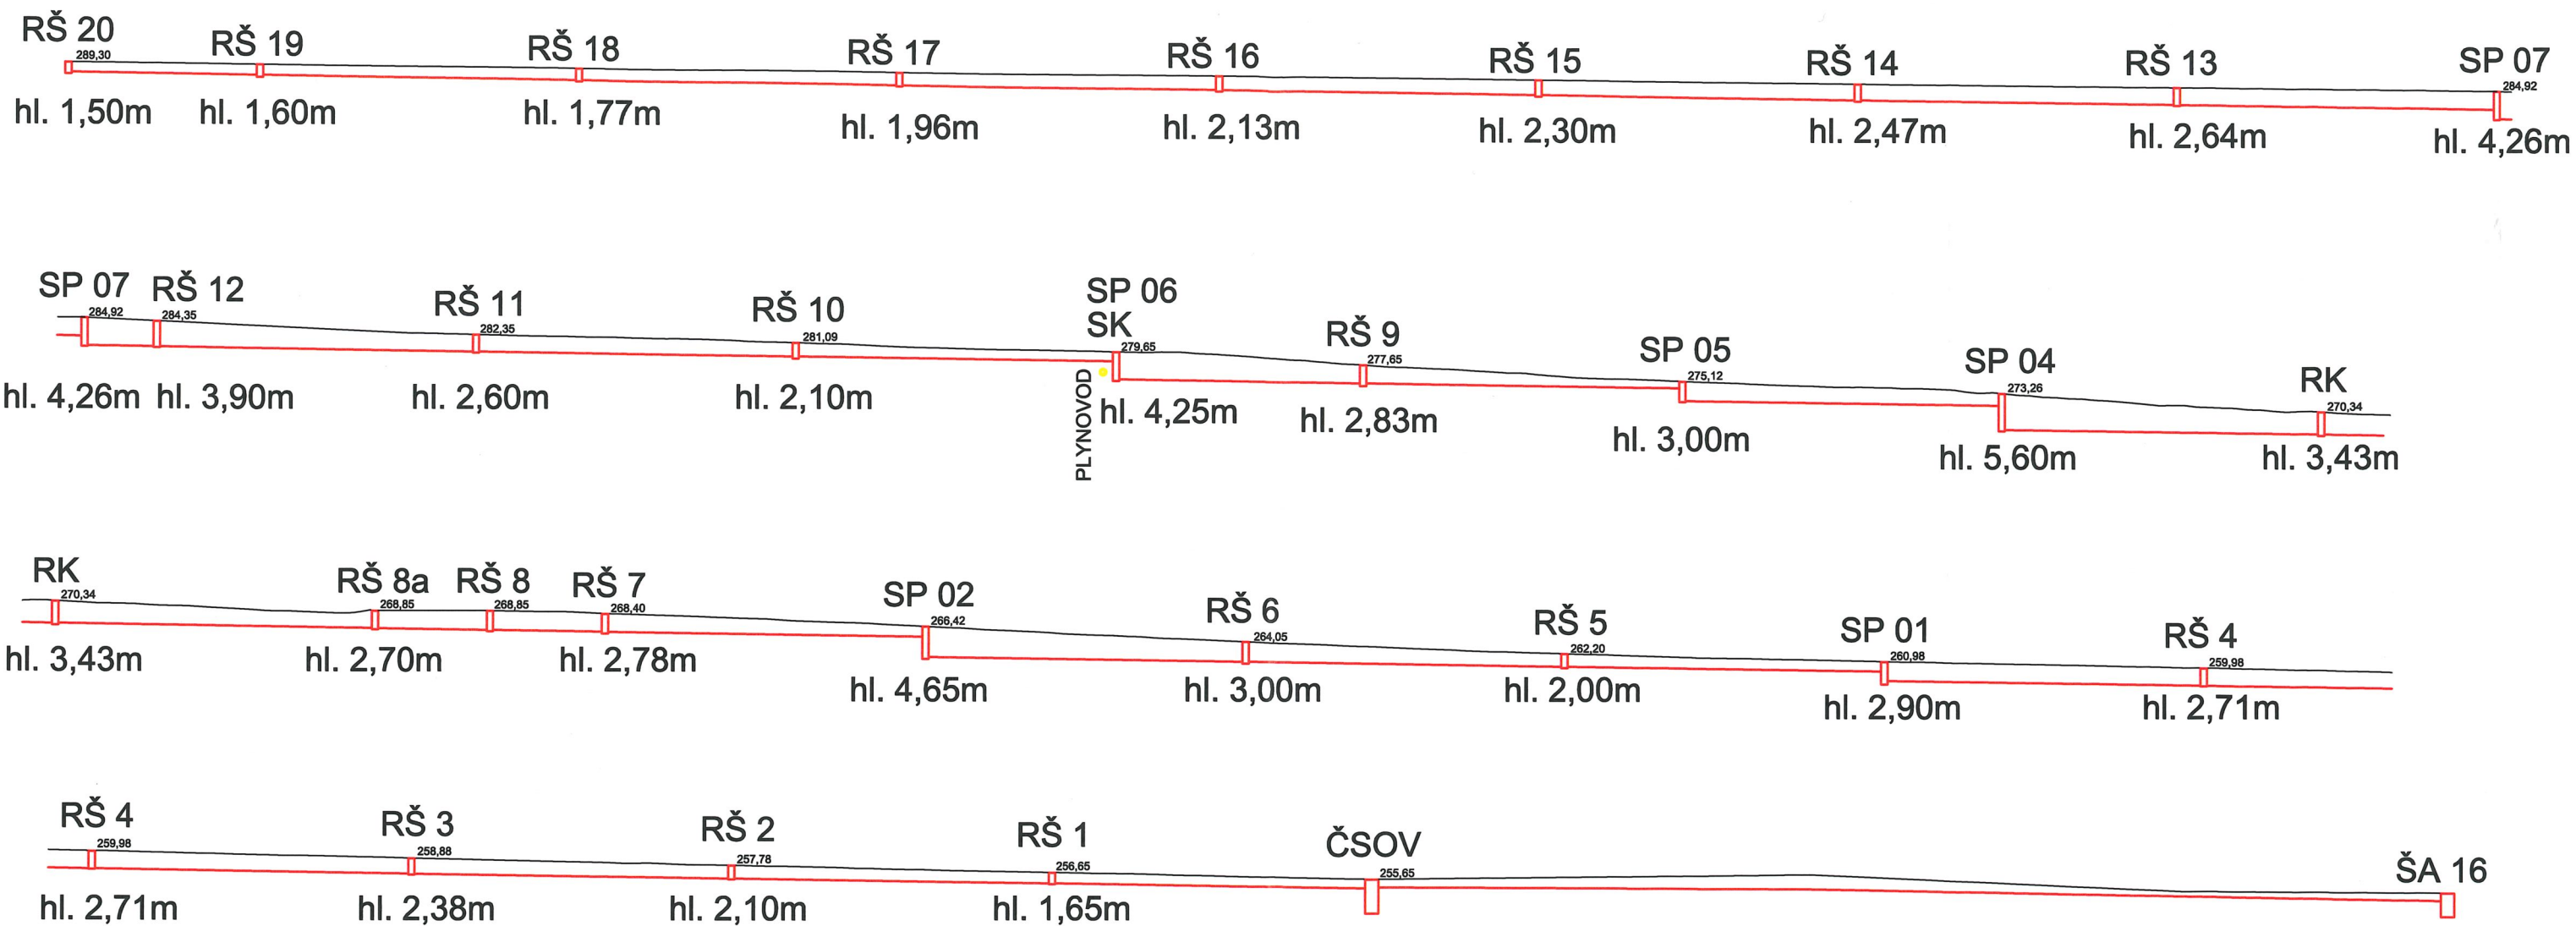 RŠ 20 RŠ 19 RŠ 18 RŠ 17 RŠ 16 RŠ 15 RŠ 14 RŠ 13 SP 07
289,30 284,92
hl. 1,50m hl. 1,60m hl. 1,77m hl. 1,96m hl. 2,13m hl. 2,30m hl. 2,47m hl. 2,64m hl. 4,26m
SP 07 RŠ 12 RŠ 11 RŠ 10 SP 06 SK RŠ 9 SP 05 SP 04 RK
284,92 284,35 282,35 281,09 279,65 277,65 275,12 273,26 270,34
PLYNOVOD
hl. 4,26m hl. 3,90m hl. 2,60m hl. 2,10m hl. 4,25m hl. 2,83m hl. 3,00m hl. 5,60m hl. 3,43m
RK RŠ 8a RŠ 8 RŠ 7 SP 02 RŠ 6 RŠ 5 SP 01 RŠ 4
270,34 268,85 268,85 268,40 266,42 264,05 262,20 260,98 259,98
hl. 3,43m hl. 2,70m hl. 2,78m hl. 4,65m hl. 3,00m hl. 2,00m hl. 2,90m hl. 2,71m
RŠ 4 RŠ 3 RŠ 2 RŠ 1 ČSOV ŠA 16
259,98 258,88 257,78 256,65 255,65
hl. 2,71m hl. 2,38m hl. 2,10m hl. 1,65m